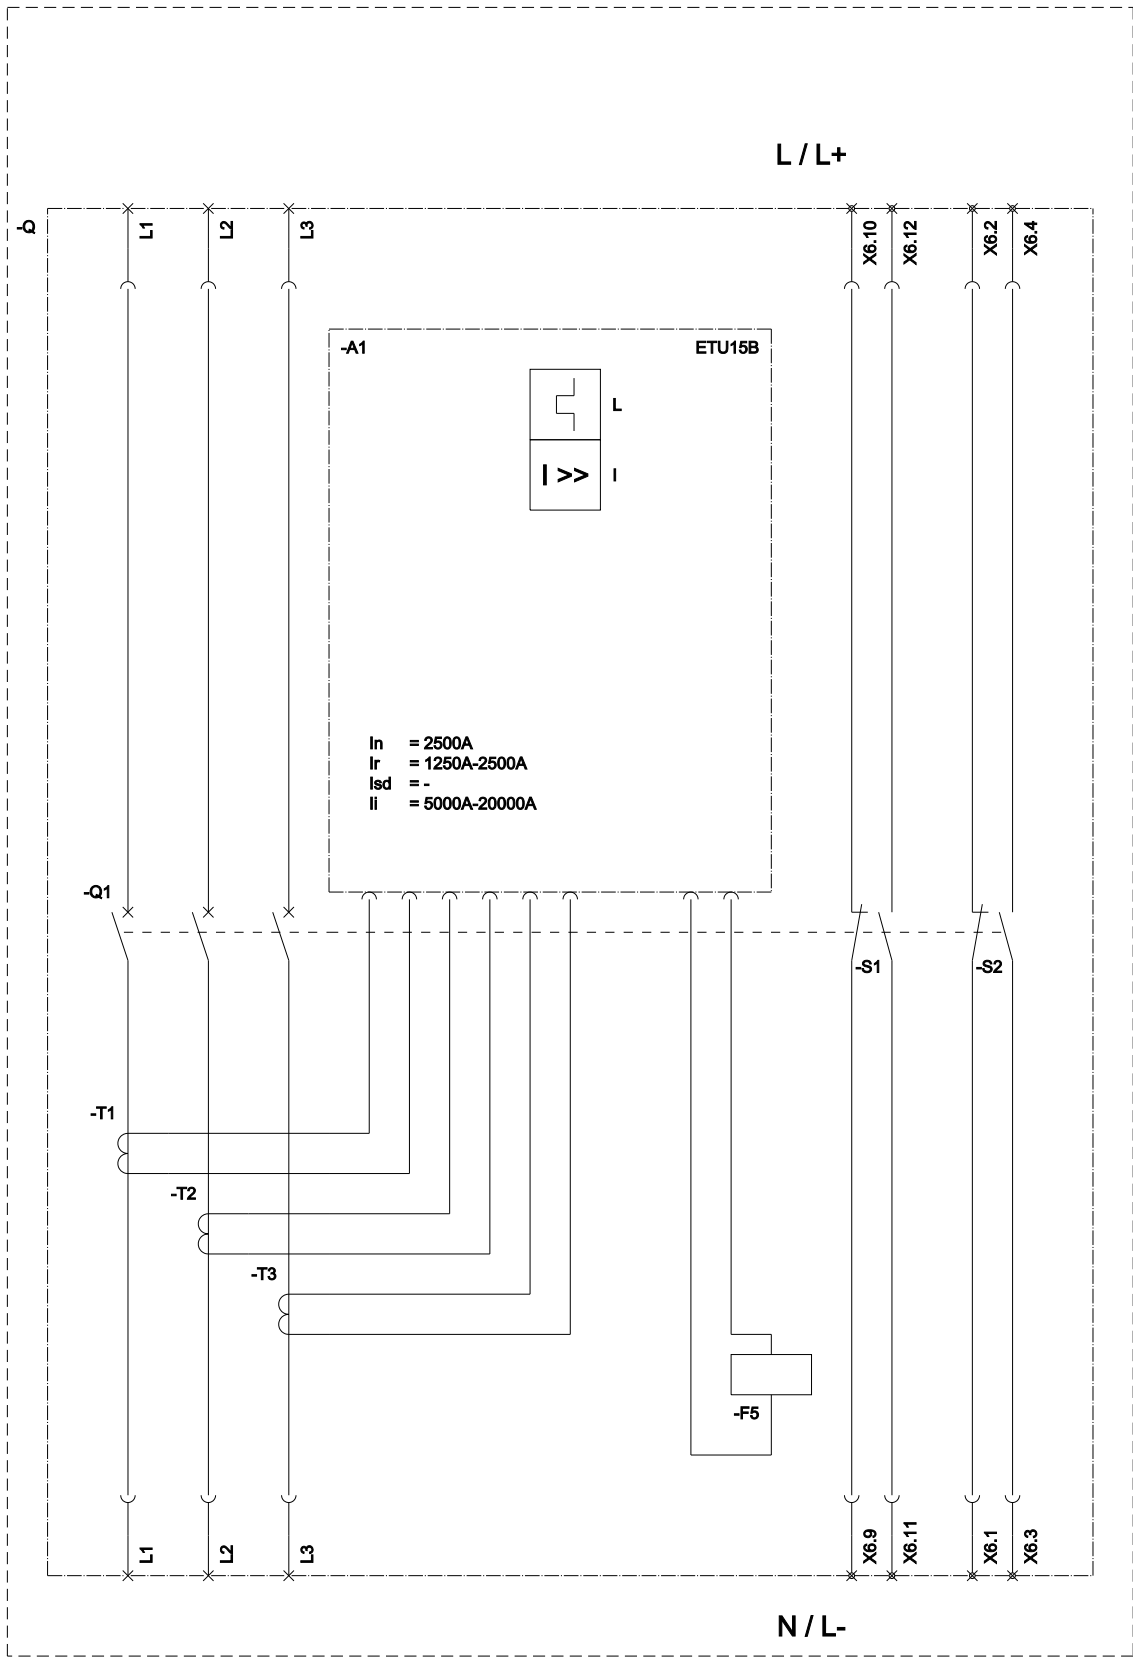 L / L+
-Q
L1
L2
L3
X6.10
X6.12
X6.2
X6.4
-A1
ETU15B
L
I >>
I
In = 2500A
Ir = 1250A-2500A
Isd = -
Ii = 5000A-20000A
-Q1
-S1
-S2
-T1
-T2
-T3
-F5
L1
L2
L3
X6.9
X6.11
X6.1
X6.3
N / L-